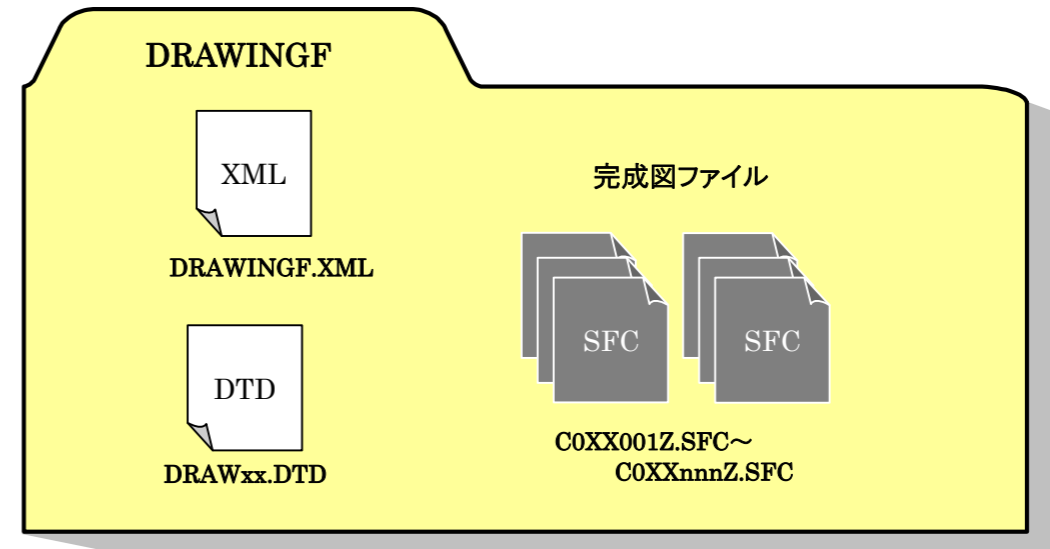 DRAWINGF
XML
DRAWINGF.XML
DTD
DRAWxx.DTD
完成図ファイル
SFC
SFC
C0XX001Z.SFC～
C0XXnnnZ.SFC